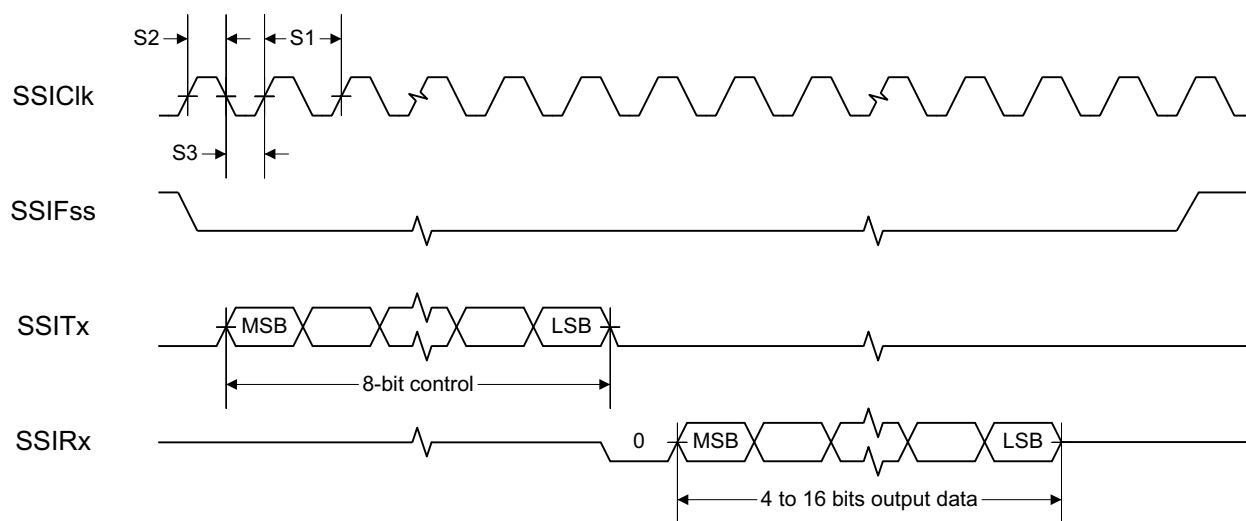 S2
S1
SSIClk
S3
SSIFss
SSITx
MSB
LSB
8-bit control
SSIRx
0
MSB
LSB
4 to 16 bits output data